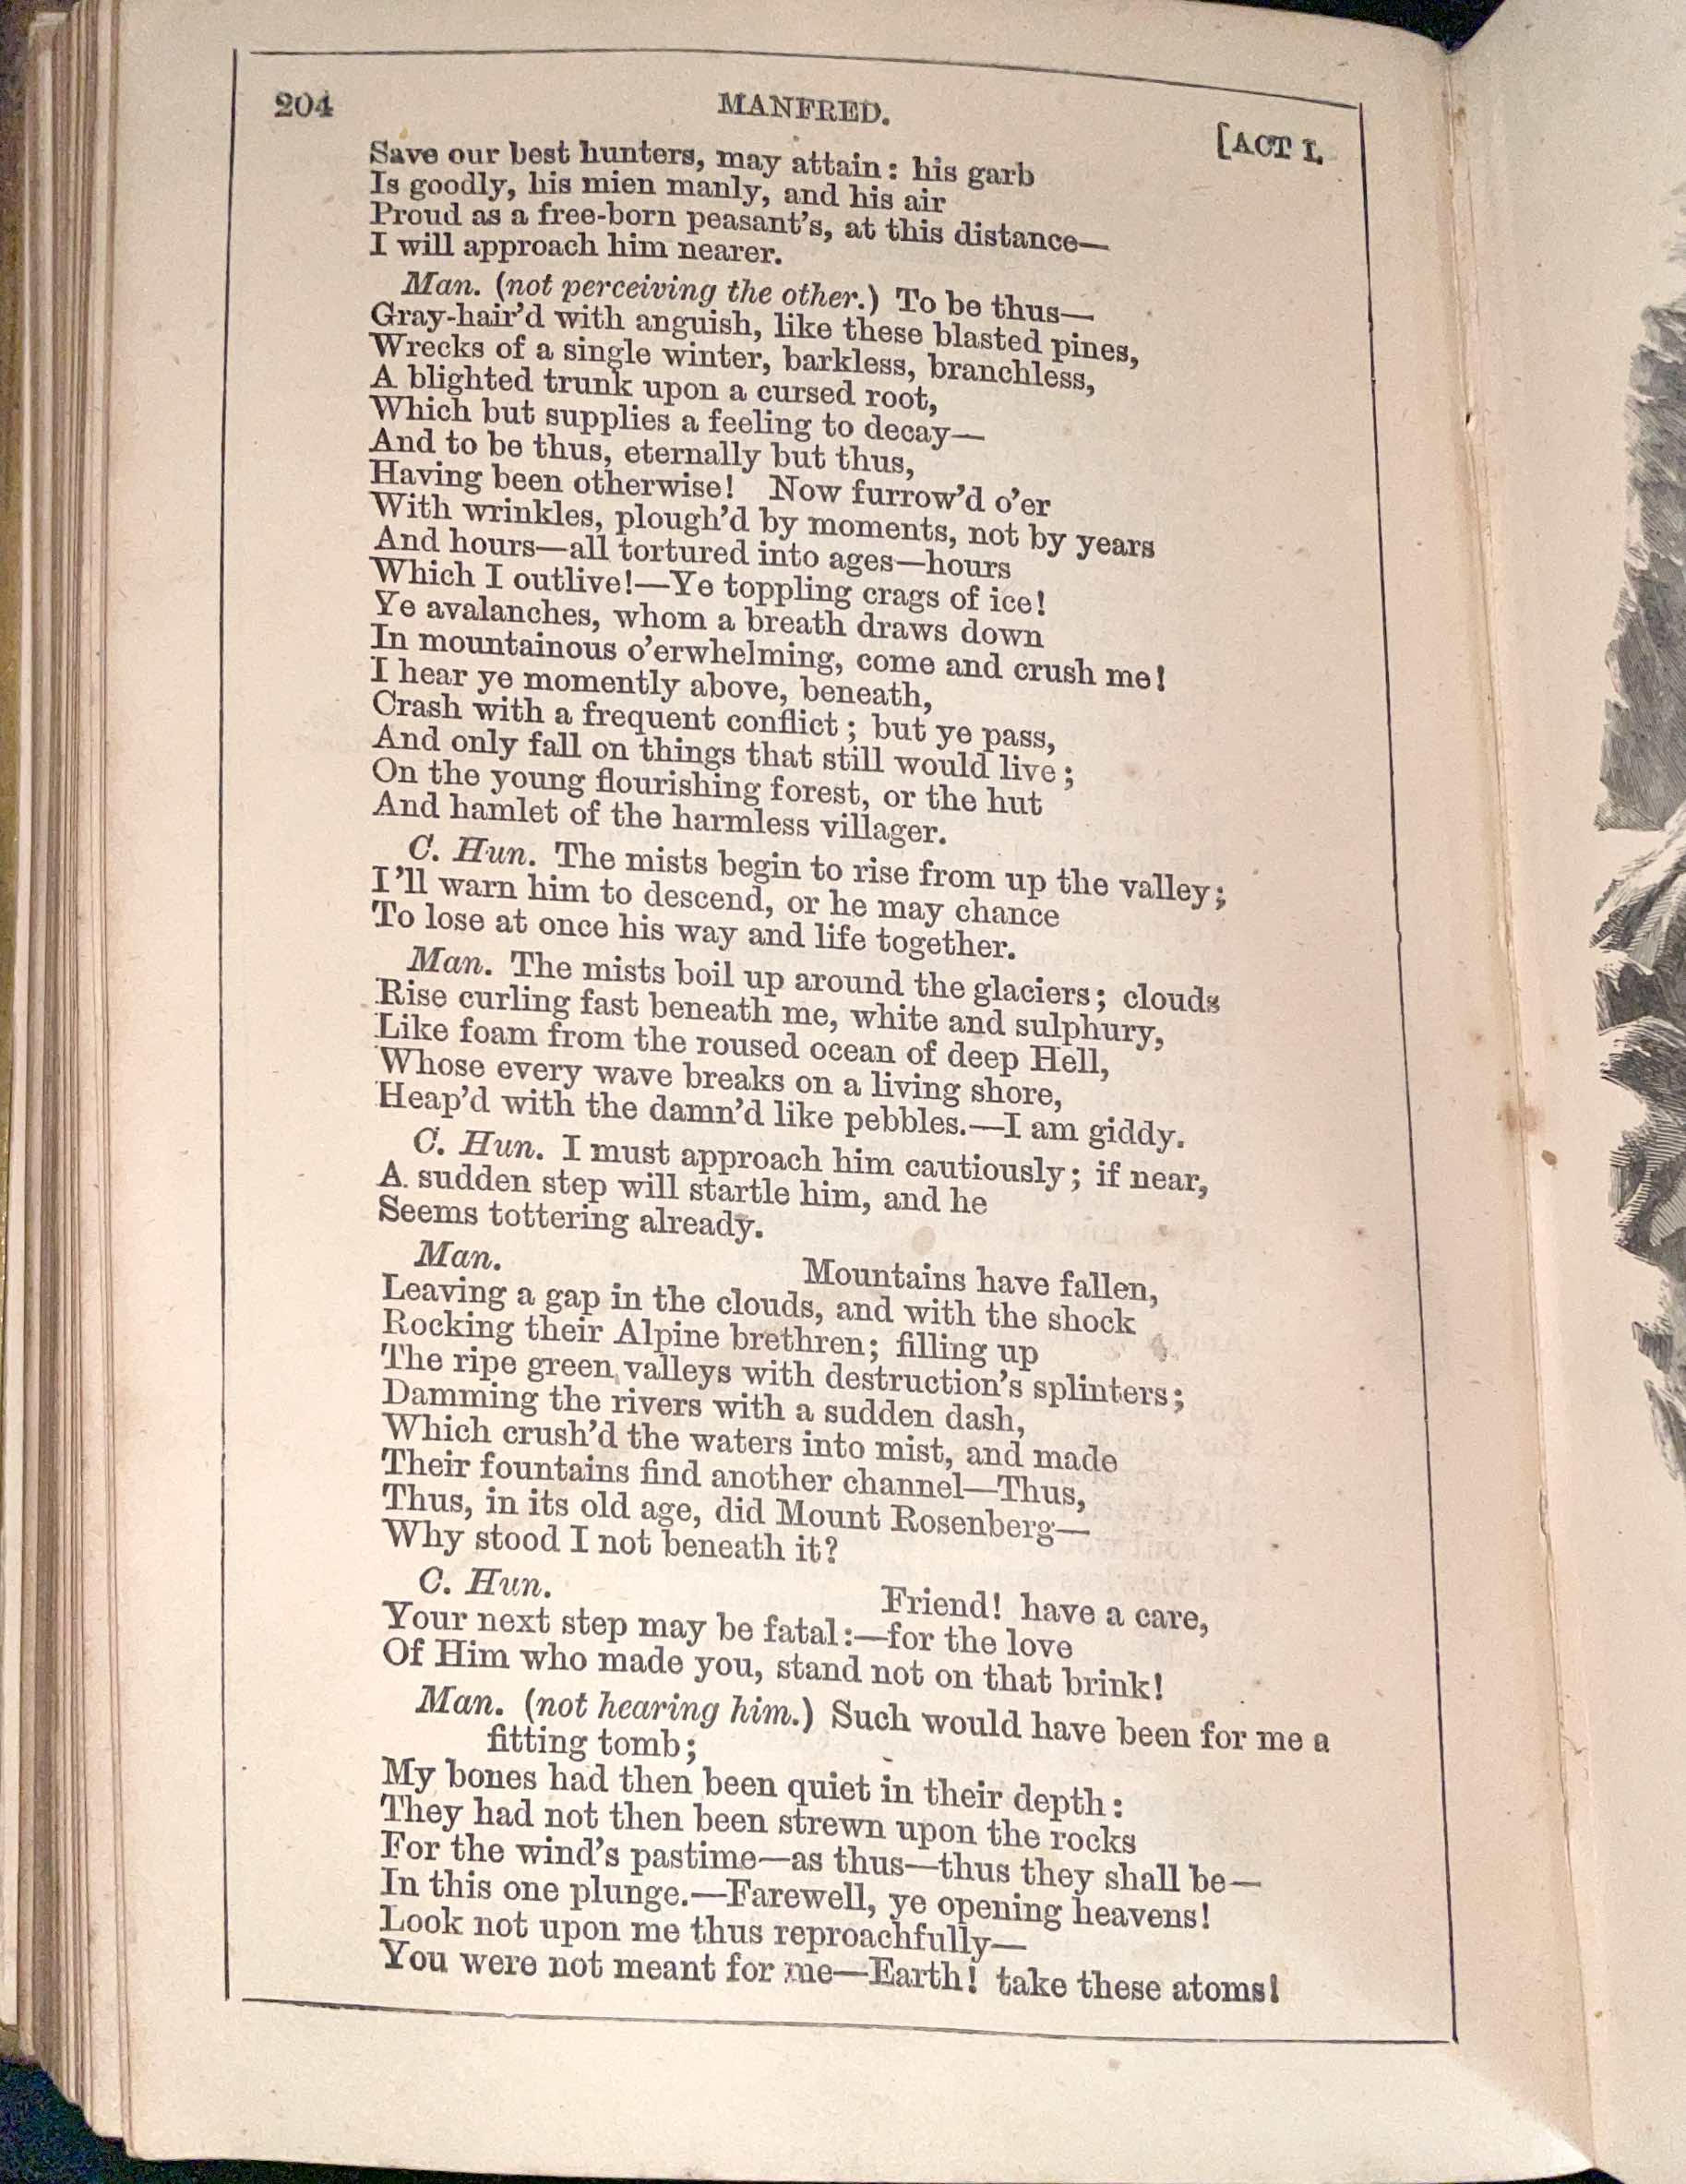 204 MANFRED. [ACT I.
Save our best hunters, may attain: his garb
Is goodly, his mien manly, and his air
Proud as a free-born peasant's, at this distance—
I will approach him nearer.
Man. (not perceiving the other.) To be thus—
Gray-hair'd with anguish, like these blasted pines,
Wrecks of a single winter, barkless, branchless,
A blighted trunk upon a cursed root,
Which but supplies a feeling to decay—
And to be thus, eternally but thus,
Having been otherwise! Now furrow'd o'er
With wrinkles, plough'd by moments, not by years
And hours—all tortured into ages—hours
Which I outlive!—Ye toppling crags of ice!
Ye avalanches, whom a breath draws down
In mountainous o'erwhelming, come and crush me!
I hear ye momently above, beneath,
Crash with a frequent conflict; but ye pass,
And only fall on things that still would live;
On the young flourishing forest, or the hut
And hamlet of the harmless villager.
C. Hun. The mists begin to rise from up the valley;
I'll warn him to descend, or he may chance
To lose at once his way and life together.
Man. The mists boil up around the glaciers; clouds
Rise curling fast beneath me, white and sulphury,
Like foam from the roused ocean of deep Hell,
Whose every wave breaks on a living shore,
Heap'd with the damn'd like pebbles.—I am giddy.
C. Hun. I must approach him cautiously; if near,
A sudden step will startle him, and he
Seems tottering already.
Man. Mountains have fallen,
Leaving a gap in the clouds, and with the shock
Rocking their Alpine brethren; filling up
The ripe green valleys with destruction's splinters;
Damming the rivers with a sudden dash,
Which crush'd the waters into mist, and made
Their fountains find another channel—Thus,
Thus, in its old age, did Mount Rosenberg—
Why stood I not beneath it?
C. Hun. Friend! have a care,
Your next step may be fatal:—for the love
Of Him who made you, stand not on that brink!
Man. (not hearing him.) Such would have been for me a
fitting tomb;
My bones had then been quiet in their depth:
They had not then been strewn upon the rocks
For the wind's pastime—as thus—thus they shall be—
In this one plunge.—Farewell, ye opening heavens!
Look not upon me thus reproachfully—
You were not meant for me—Earth! take these atoms!